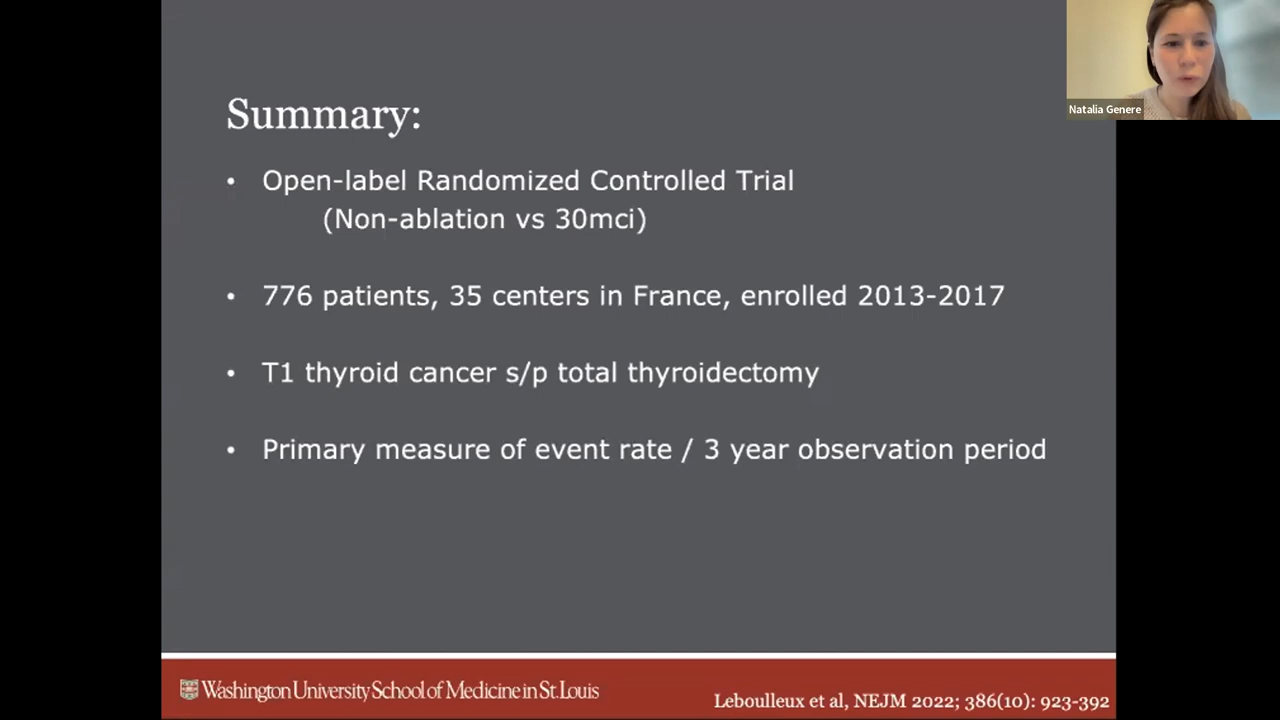 Natalia Genere
Summary:
• Open-label Randomized Controlled Trial
(Non-ablation vs 30mci)
• 776 patients, 35 centers in France, enrolled 2013-2017
• T1 thyroid cancer s/p total thyroidectomy
• Primary measure of event rate / 3 year observation period
Washington University School of Medicine in St. Louis
Leboulleux et al, NEJM 2022; 386(10): 923-392